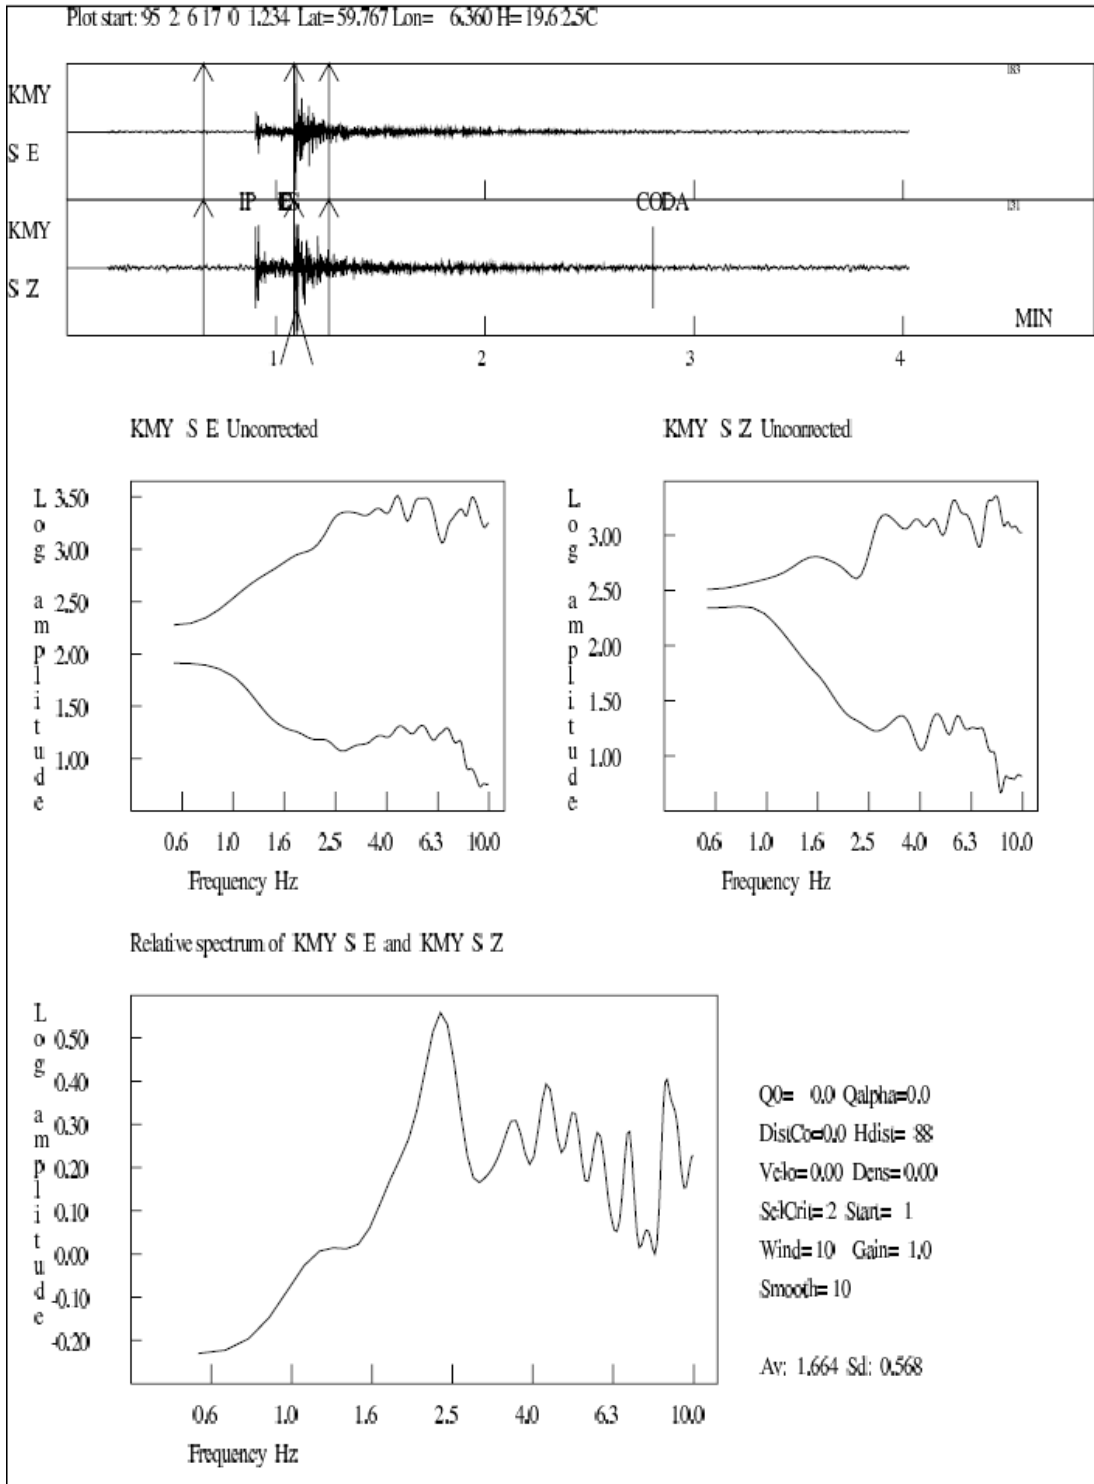 Plot start: 95 2 6 17 0 1.234 Lat= 59.767 Lon= 6.360 H= 19.6 2.5C
KMY
S E
183
IP
ES
CODA
KMY
S Z
131
MIN
1 2 3 4
KMY S E Uncorrected
KMY S Z Uncorrected
Log amplitude
3.50
3.00
2.50
2.00
1.50
1.00
0.6 1.0 1.6 2.5 4.0 6.3 10.0
Frequency Hz
Log amplitude
3.00
2.50
2.00
1.50
1.00
0.6 1.0 1.6 2.5 4.0 6.3 10.0
Frequency Hz
Relative spectrum of KMY S E and KMY S Z
Log amplitude
0.50
0.40
0.30
0.20
0.10
0.00
-0.10
-0.20
0.6 1.0 1.6 2.5 4.0 6.3 10.0
Frequency Hz
Q0= 0.0 Qalpha=0.0
DistCo=0.0 Hdist= 88
Velo=0.00 Dens=0.00
SelCrit= 2 Start= 1
Wind= 10 Gain= 1.0
Smooth= 10
Av: 1.664 Sd: 0.568